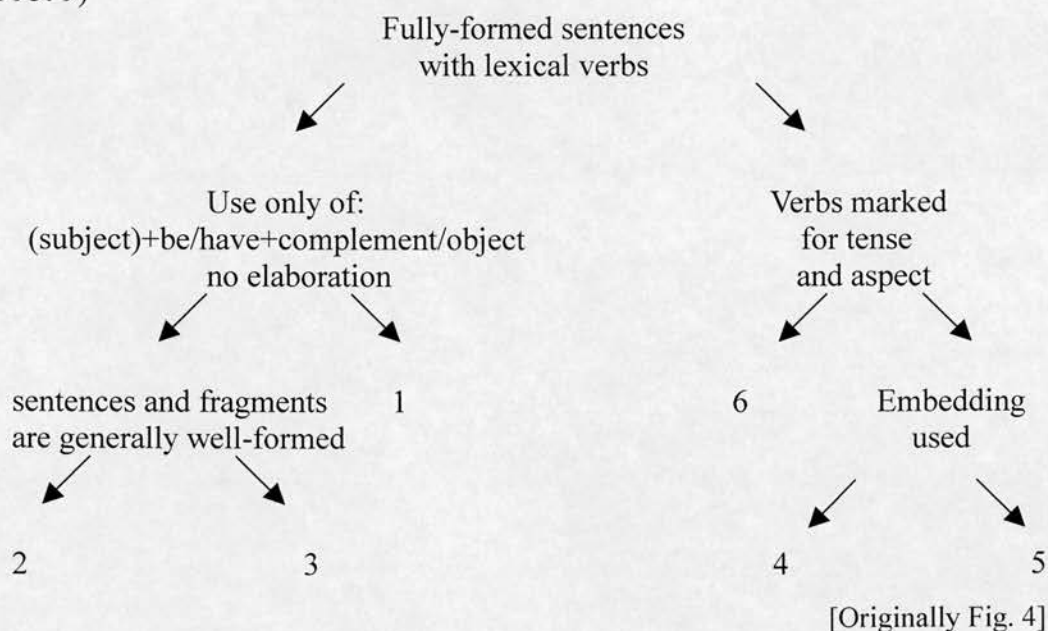 Fully-formed sentences
with lexical verbs
Use only of:
(subject)+be/have+complement/object
no elaboration
Verbs marked
for tense
and aspect
sentences and fragments
are generally well-formed
1
6
Embedding
used
2
3
4
5
[Originally Fig. 4]